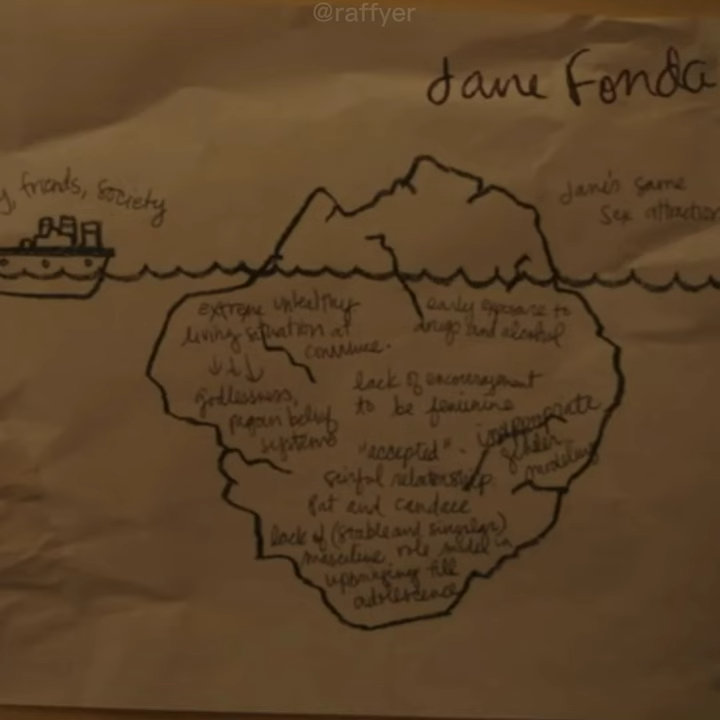 @raffyer
Jane Fonda
y, friends, society
Jane's same
sex attraction
extreme unhealthy
living situation at
commune.
early exposure to
drugs and alcohol
↓↓↓
godlessness,
pagan belief
systems
lack of encouragement
to be feminine
"accepted" -
sinful relationship
Pat and Candace
inappropriate
gender
modeling
lack of (stable and singular)
masculine role model in
upbringing till
adolescence